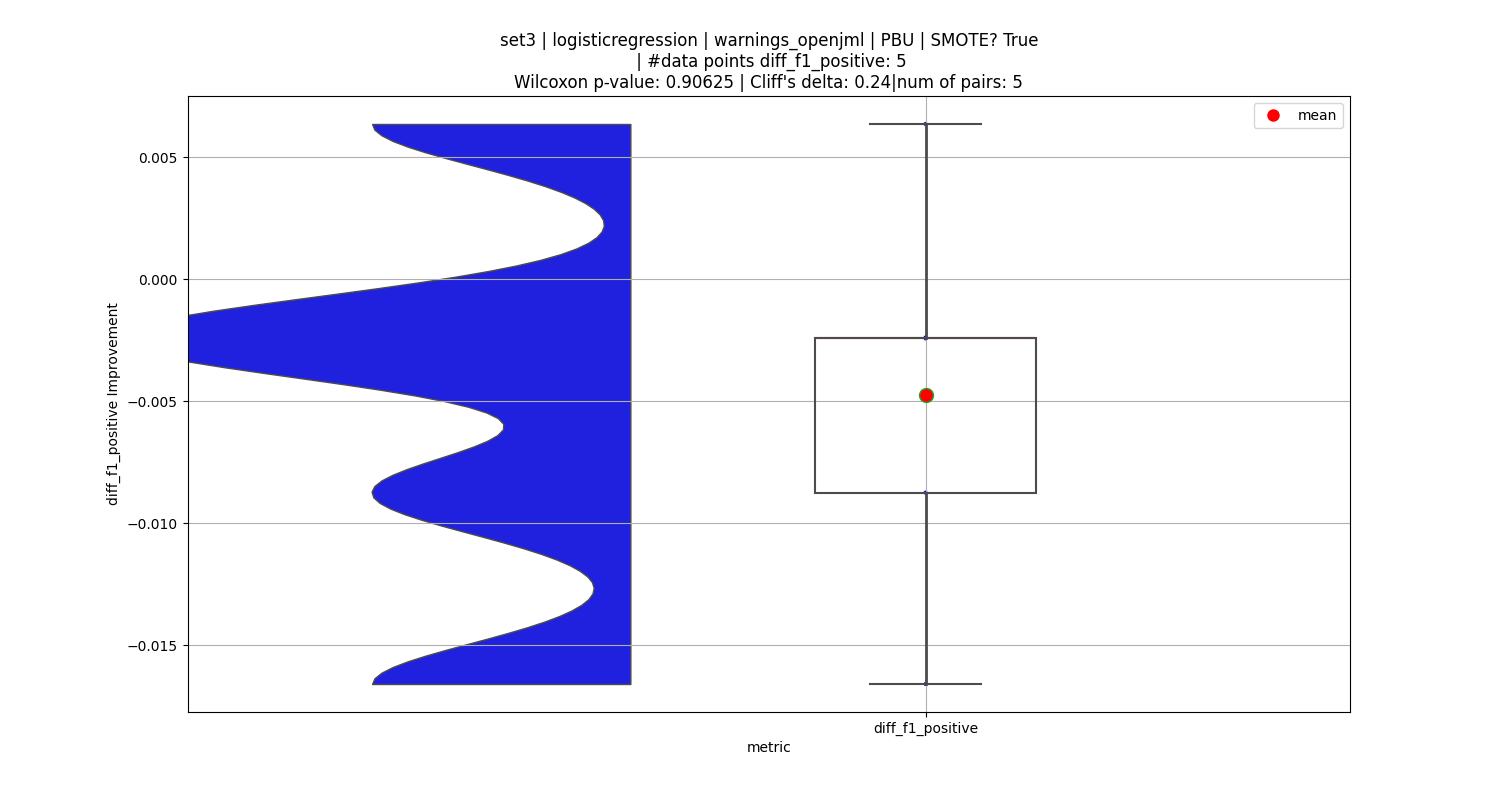 set3 | logisticregression | warnings_openjml | PBU | SMOTE? True
| #data points diff_f1_positive: 5
Wilcoxon p-value: 0.90625 | Cliff's delta: 0.24|num of pairs: 5
mean
0.005
0.000
−0.005
−0.010
−0.015
diff_f1_positive Improvement
diff_f1_positive
metric